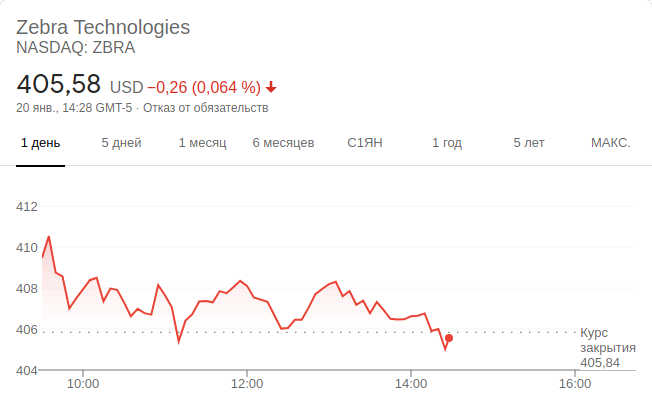 Zebra Technologies
NASDAQ: ZBRA
405,58 USD −0,26 (0,064 %)
20 янв., 14:28 GMT-5 · Отказ от обязательств
1 день 5 дней 1 месяц 6 месяцев С1ЯН 1 год 5 лет МАКС.
412
410
408
406
Курс
закрытия
405,84
404
10:00 12:00 14:00 16:00